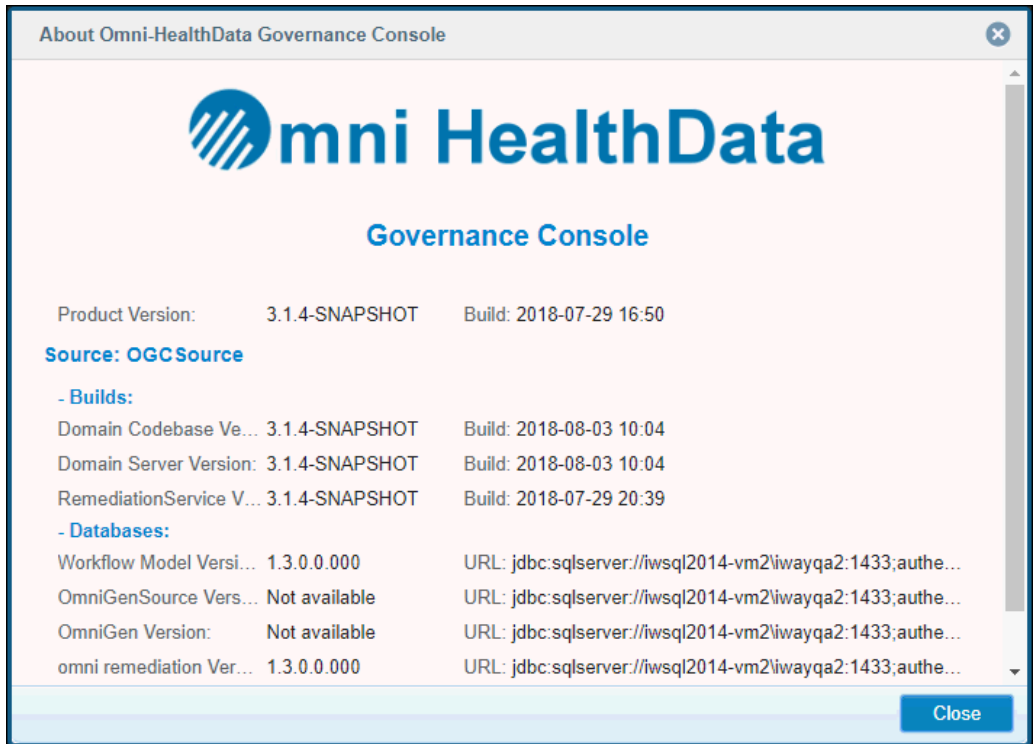 About Omni-HealthData Governance Console
Omni HealthData
Governance Console
Product Version: 3.1.4-SNAPSHOT Build: 2018-07-29 16:50
Source: OGCSource
- Builds:
Domain Codebase Ve... 3.1.4-SNAPSHOT Build: 2018-08-03 10:04
Domain Server Version: 3.1.4-SNAPSHOT Build: 2018-08-03 10:04
RemediationService V... 3.1.4-SNAPSHOT Build: 2018-07-29 20:39
- Databases:
Workflow Model Versi... 1.3.0.0.000 URL: jdbc:sqlserver://iwsql2014-vm2\iwayqa2:1433;authe...
OmniGenSource Vers... Not available URL: jdbc:sqlserver://iwsql2014-vm2\iwayqa2:1433;authe...
OmniGen Version: Not available URL: jdbc:sqlserver://iwsql2014-vm2\iwayqa2:1433;authe...
omni remediation Ver... 1.3.0.0.000 URL: jdbc:sqlserver://iwsql2014-vm2\iwayqa2:1433;authe...
Close